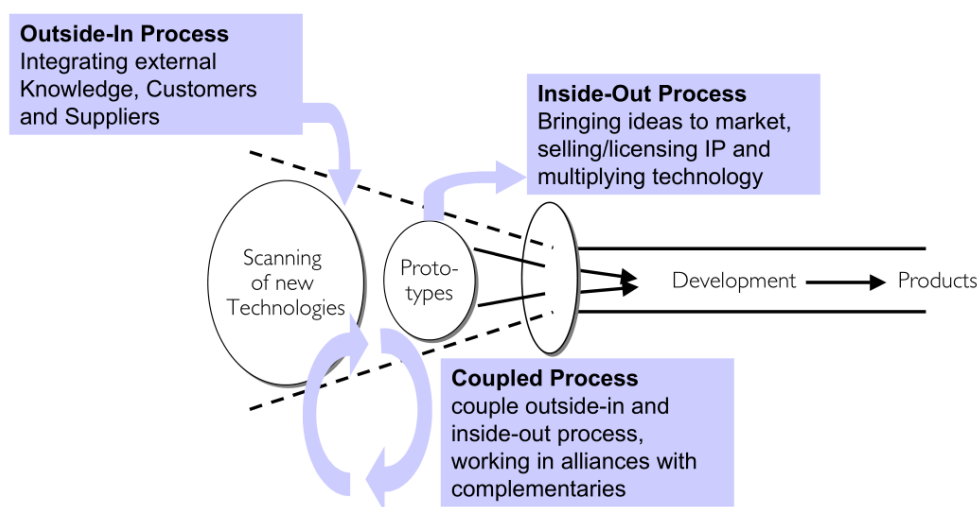 Outside-In Process
Integrating external
Knowledge, Customers
and Suppliers
Inside-Out Process
Bringing ideas to market,
selling/licensing IP and
multiplying technology
Scanning
of new
Technologies
Proto-
types
Development
Products
Coupled Process
couple outside-in and
inside-out process,
working in alliances with
complementaries